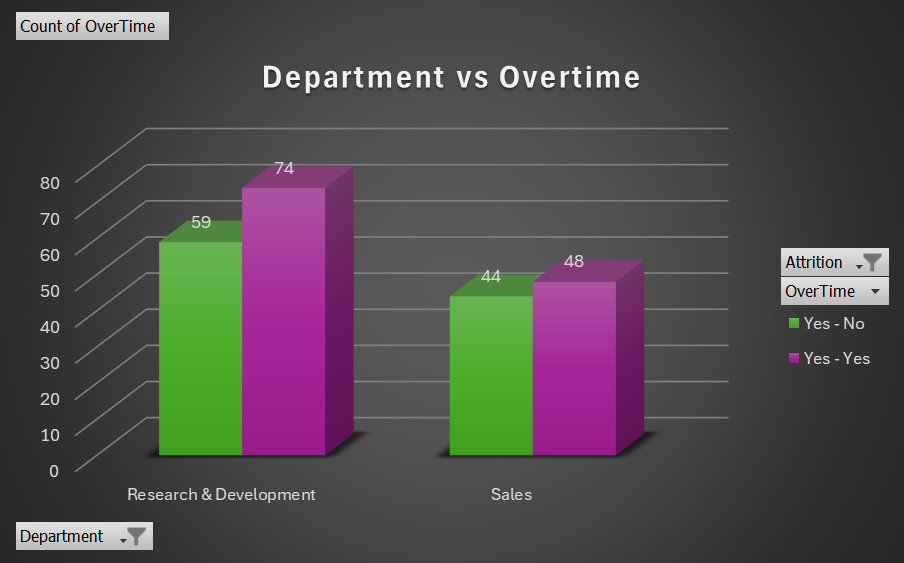 Count of OverTime
Department vs Overtime
80
70
60
50
40
30
20
10
0
59
74
44
48
Research & Development
Sales
Attrition
OverTime
Yes - No
Yes - Yes
Department